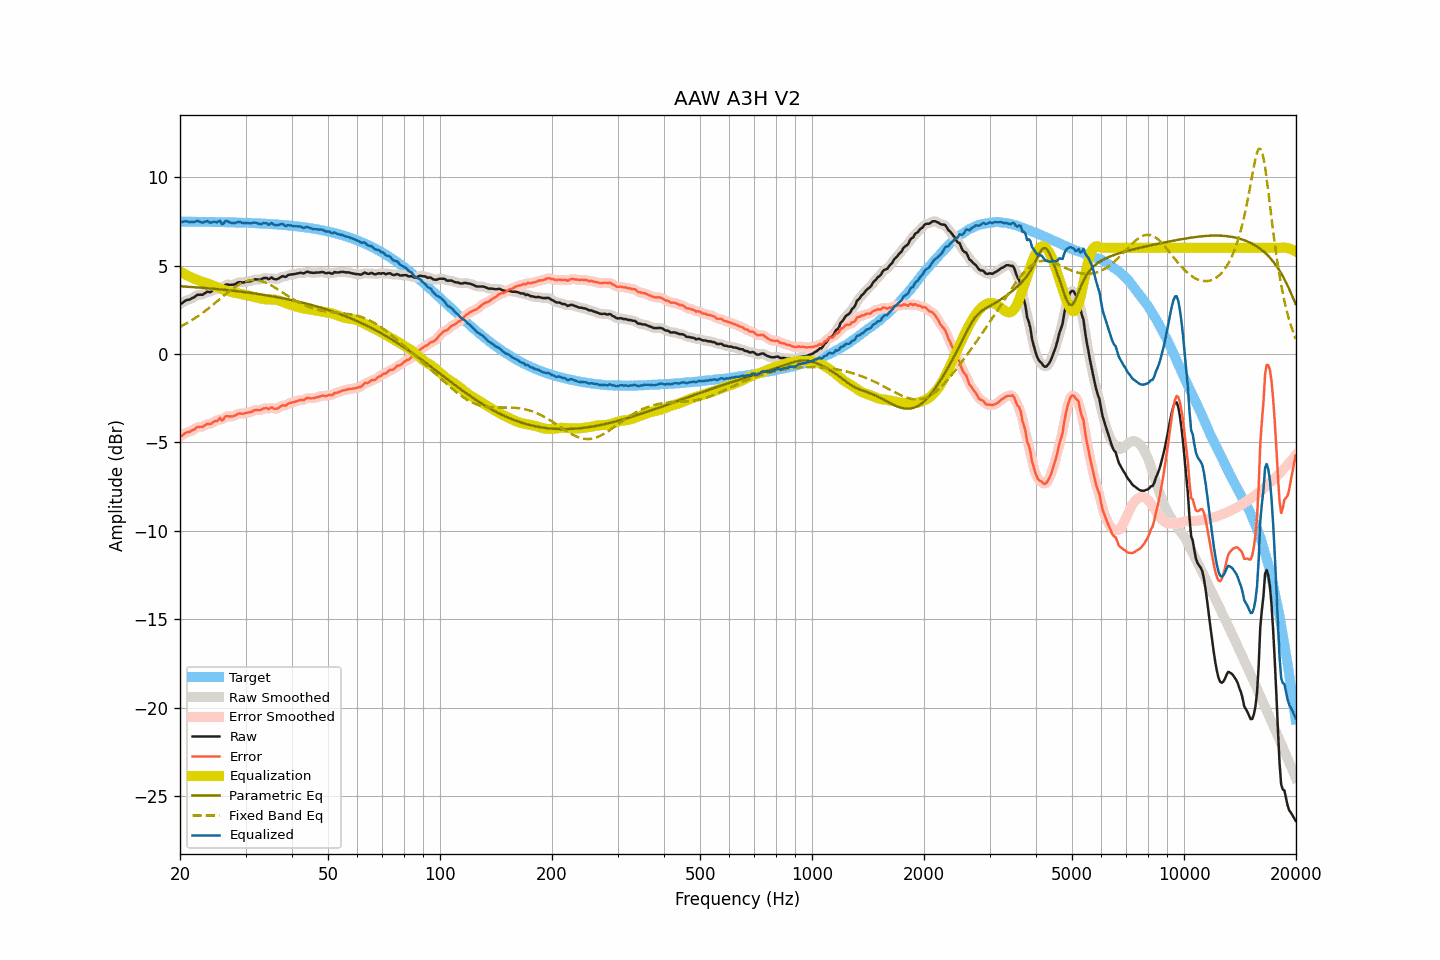 AAW A3H V2
Amplitude (dBr)
10
5
0
−5
−10
−15
−20
−25
Target
Raw Smoothed
Error Smoothed
Raw
Error
Equalization
Parametric Eq
Fixed Band Eq
Equalized
20 50 100 200 500 1000 2000 5000 10000 20000
Frequency (Hz)